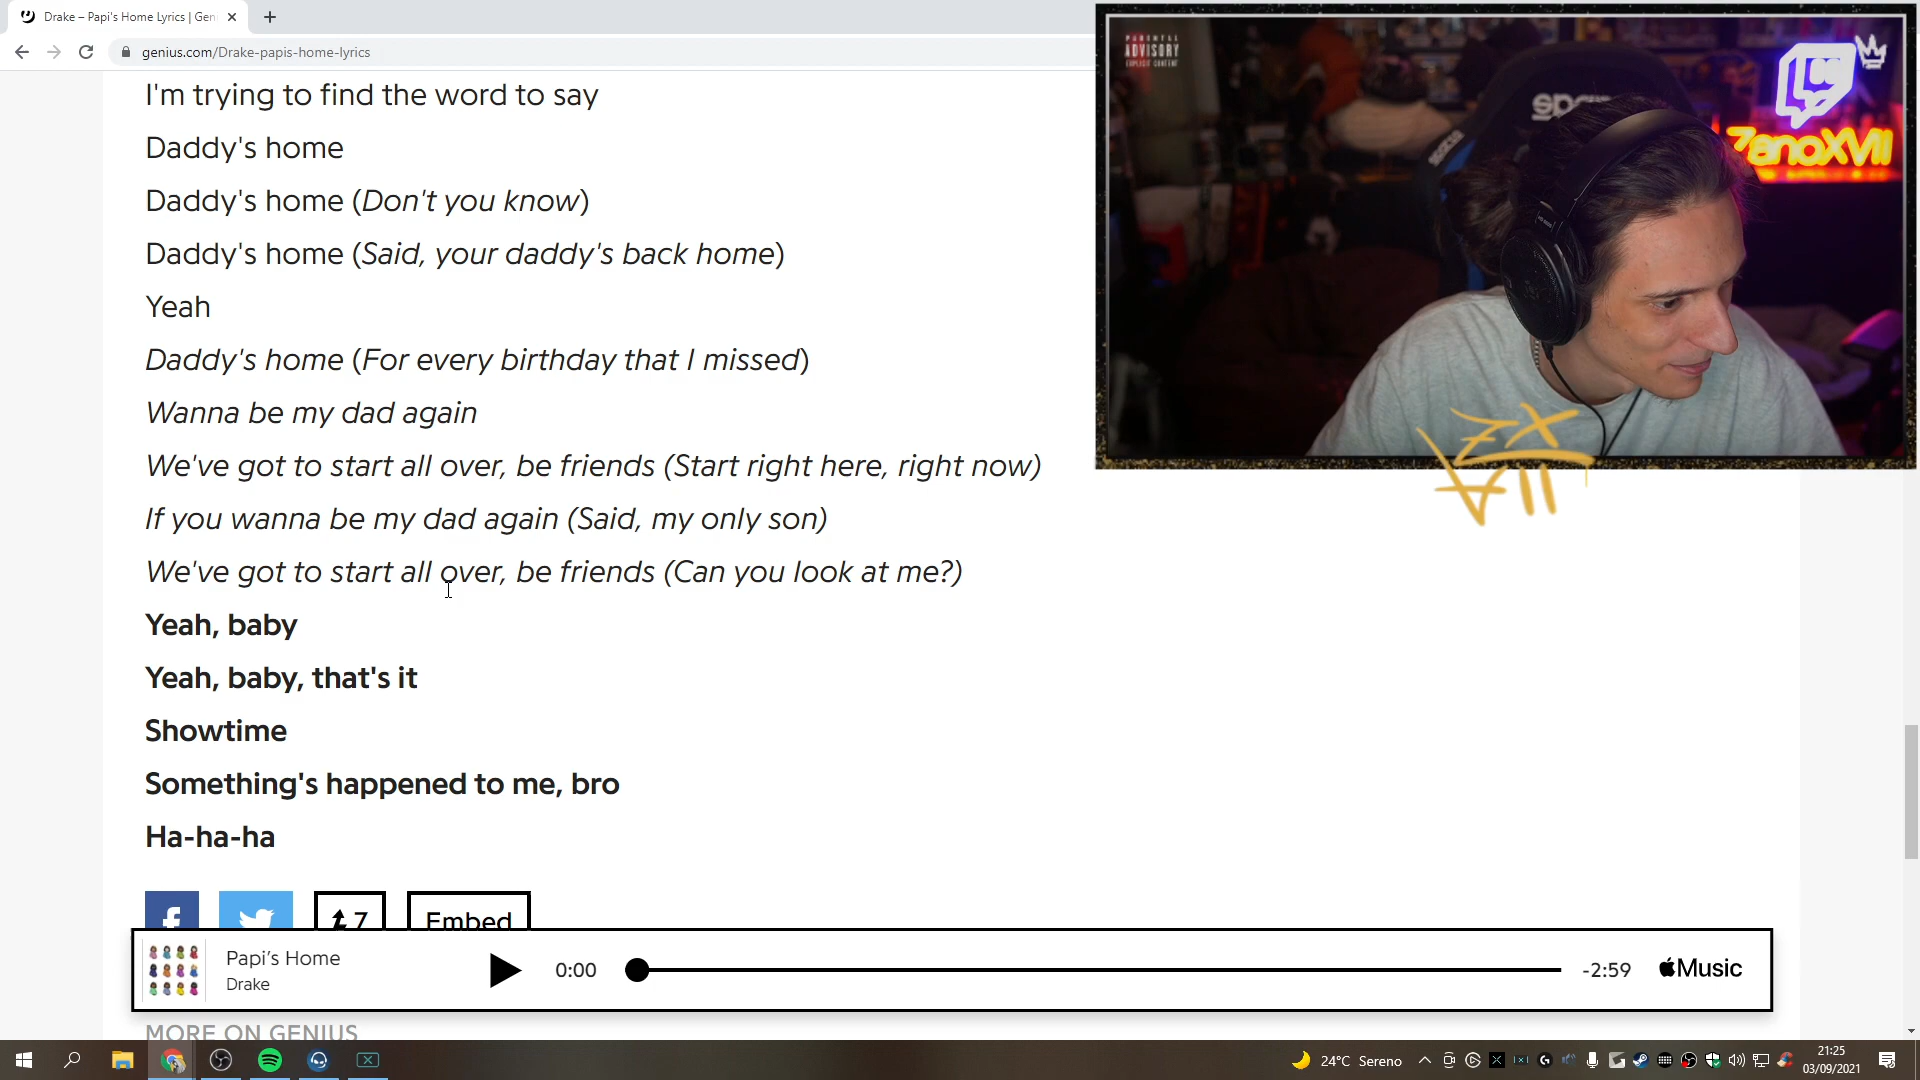 Drake – Papi's Home Lyrics | Gen
genius.com/Drake-papis-home-lyrics
I'm trying to find the word to say
Daddy's home
Daddy's home (Don't you know)
Daddy's home (Said, your daddy's back home)
Yeah
Daddy's home (For every birthday that I missed)
Wanna be my dad again
We've got to start all over, be friends (Start right here, right now)
If you wanna be my dad again (Said, my only son)
We've got to start all over, be friends (Can you look at me?)
Yeah, baby
Yeah, baby, that's it
Showtime
Something's happened to me, bro
Ha-ha-ha
7
Embed
Papi's Home
Drake
0:00
-2:59
Music
MORE ON GENIUS
PARENTAL
ADVISORY
EXPLICIT CONTENT
ZanoXVII
24°C Sereno
21:25
03/09/2021